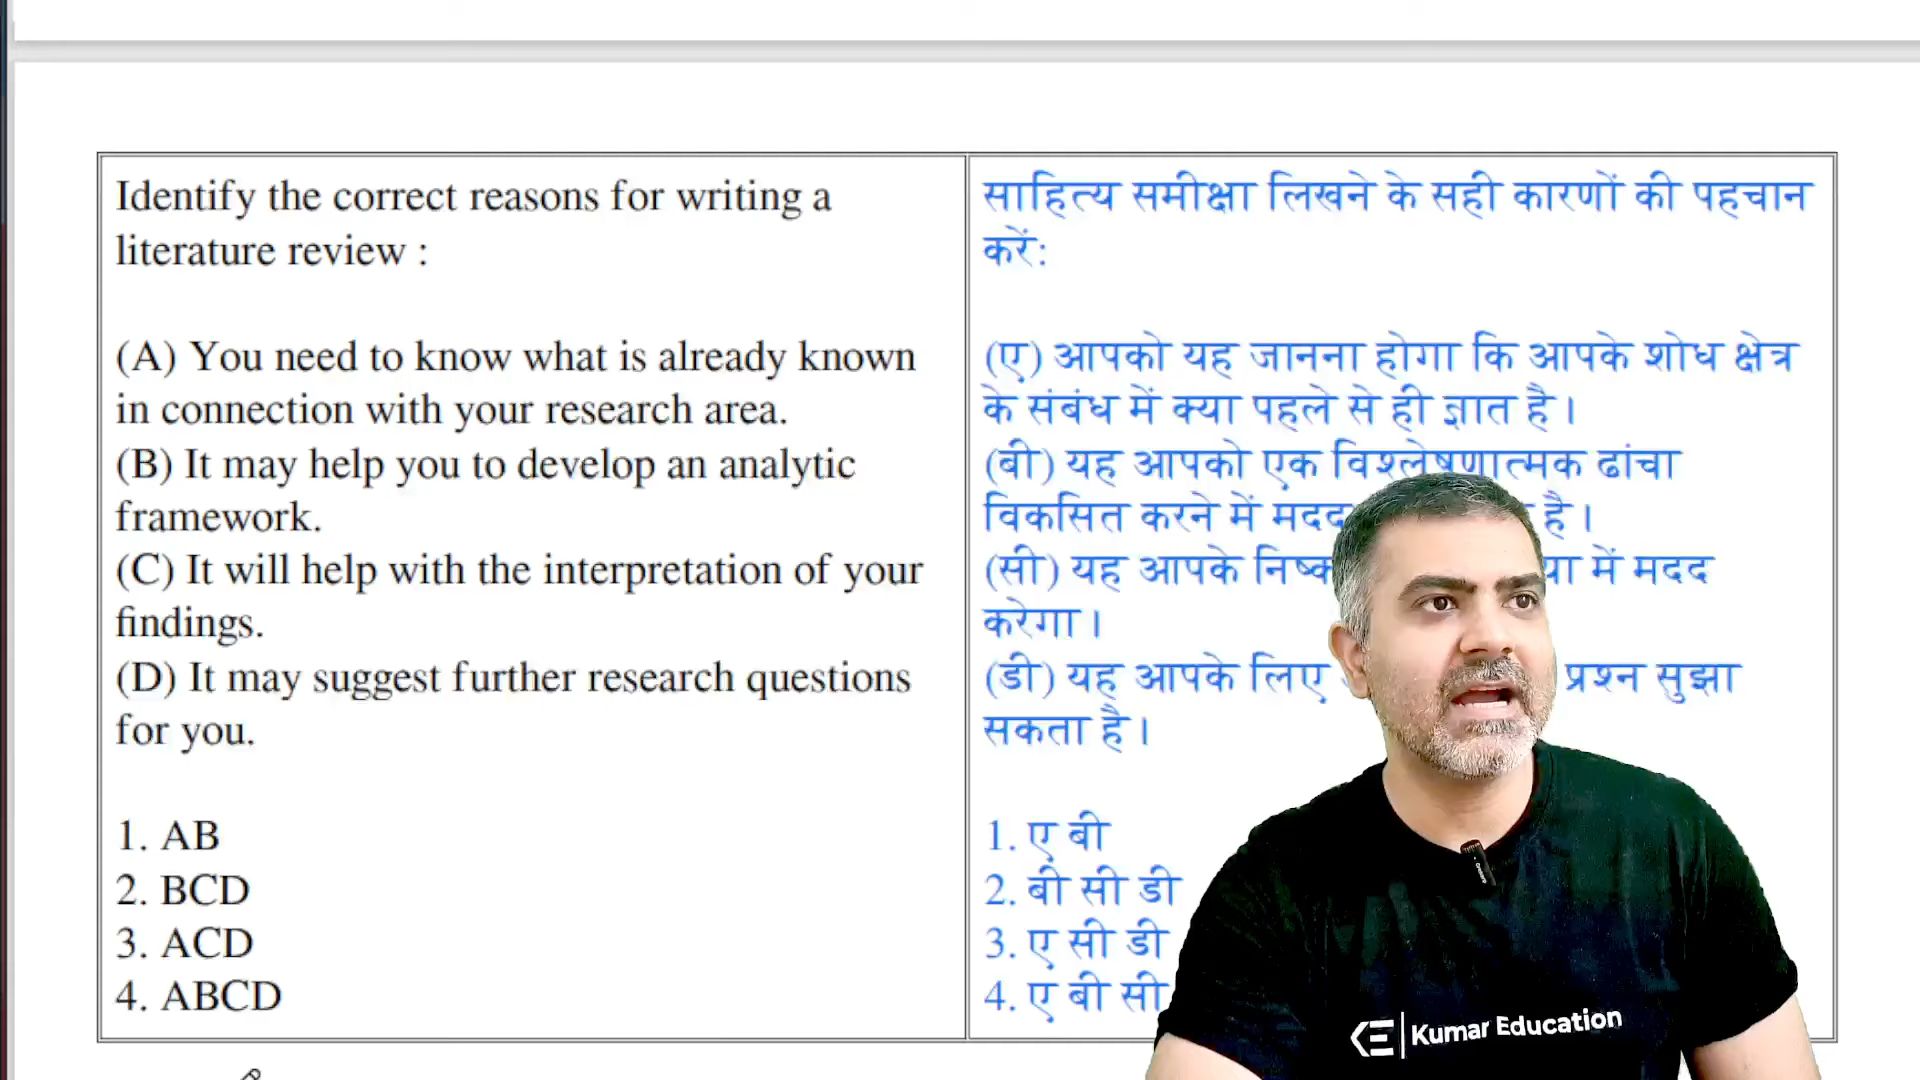 Identify the correct reasons for writing a
literature review :
(A) You need to know what is already known
in connection with your research area.
(B) It may help you to develop an analytic
framework.
(C) It will help with the interpretation of your
findings.
(D) It may suggest further research questions
for you.
1. AB
2. BCD
3. ACD
4. ABCD
साहित्य समीक्षा लिखने के सही कारणों की पहचान
करें:
(ए) आपको यह जानना होगा कि आपके शोध क्षेत्र
के संबंध में क्या पहले से ही ज्ञात है।
(बी) यह आपको एक विश्लेषणात्मक ढांचा
विकसित करने में मदद है।
(सी) यह आपके में मदद
करेगा।
(डी) यह आपके लिए प्रश्न सुझा
सकता है।
1. ए बी
2. बी सी डी
3. ए सी डी
4. ए बी सी
KE Kumar Education